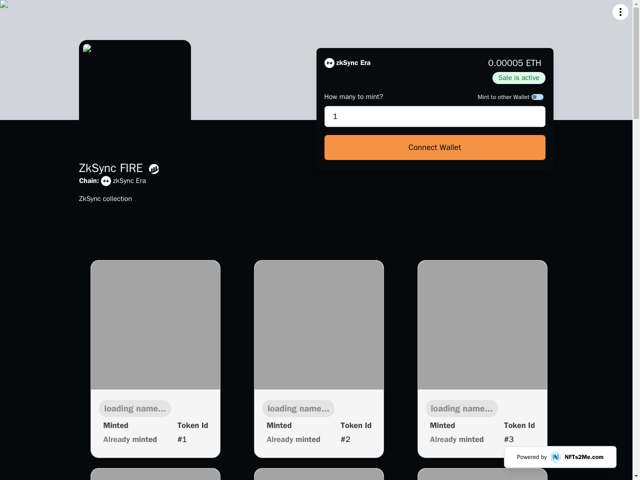 zkSync Era
0.00005 ETH
Sale is active
How many to mint?
Mint to other Wallet
1
Connect Wallet
ZkSync FIRE
Chain: zkSync Era
ZkSync collection
loading name...
Minted Token Id
Already minted #1
loading name...
Minted Token Id
Already minted #2
loading name...
Minted Token Id
Already minted #3
Powered by NFTs2Me.com